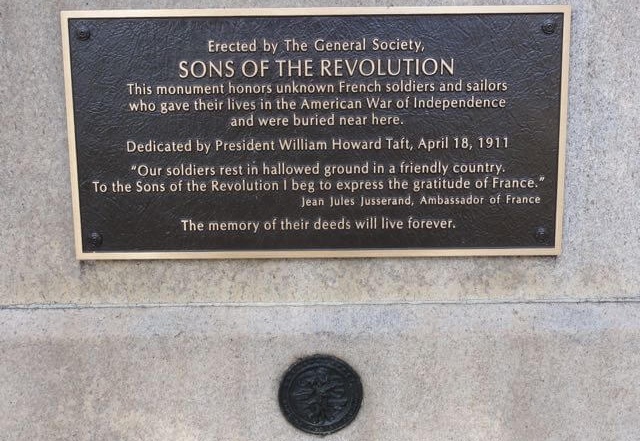 Erected by The General Society,
SONS OF THE REVOLUTION
This monument honors unknown French soldiers and sailors
who gave their lives in the American War of Independence
and were buried near here.
Dedicated by President William Howard Taft, April 18, 1911
"Our soldiers rest in hallowed ground in a friendly country.
To the Sons of the Revolution I beg to express the gratitude of France."
Jean Jules Jusserand, Ambassador of France
The memory of their deeds will live forever.